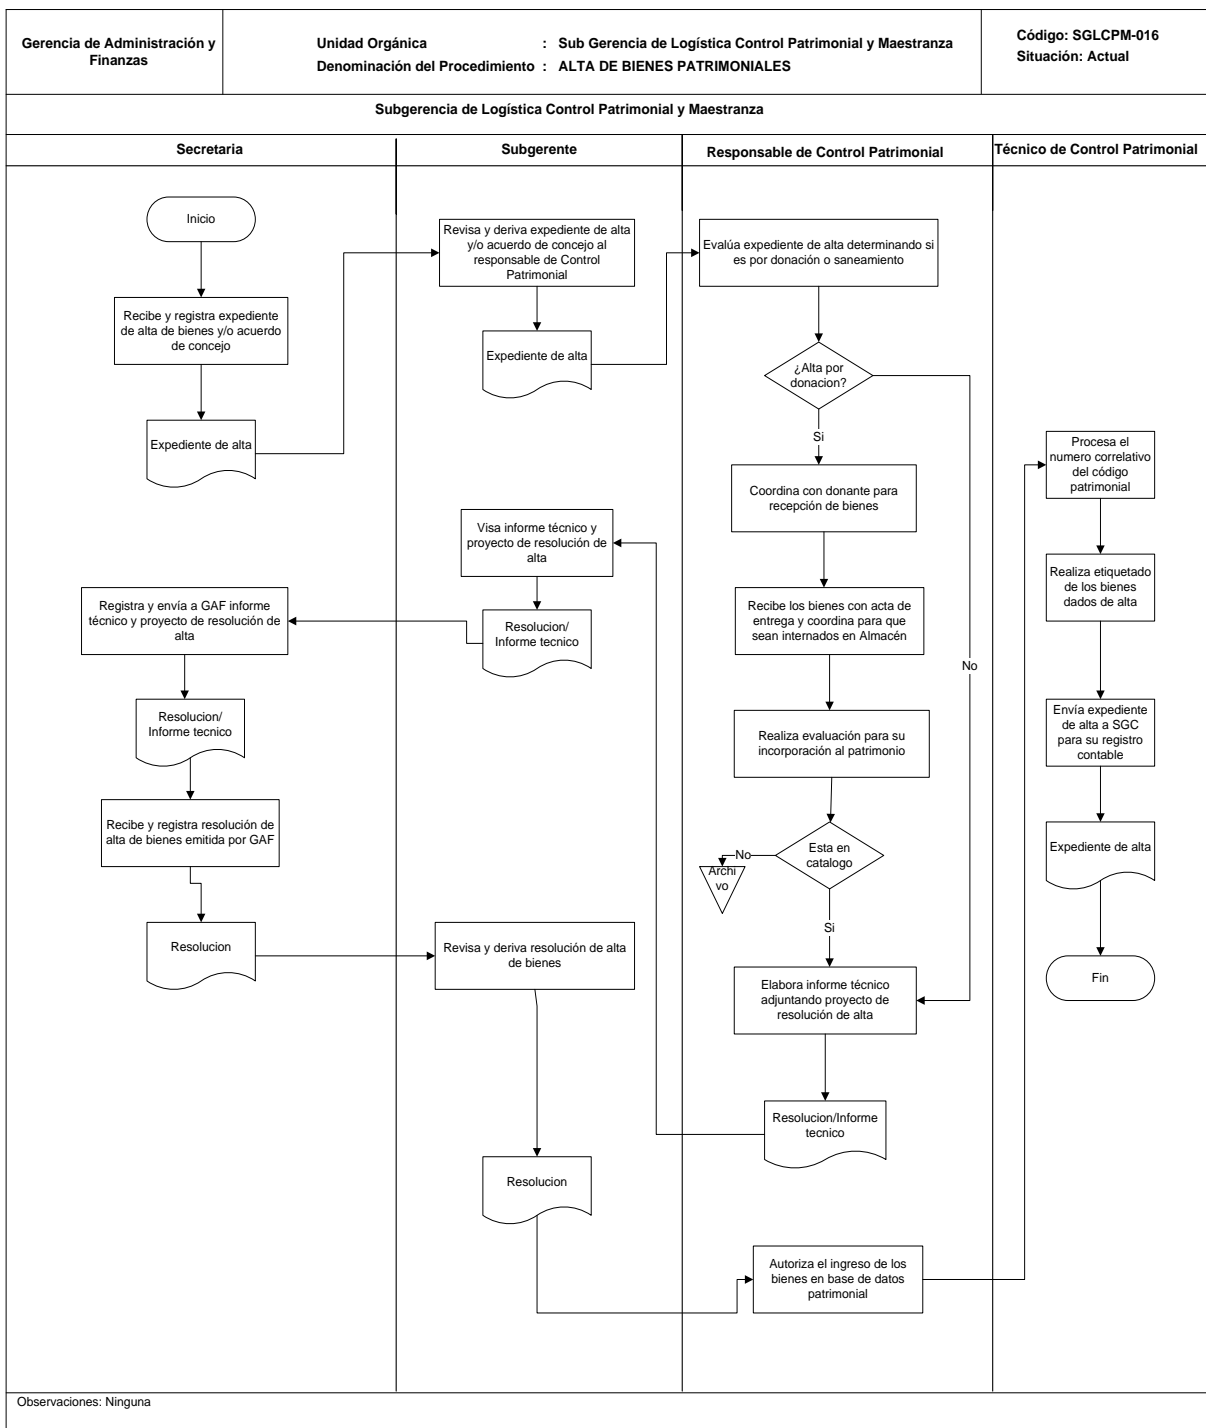 Gerencia de Administración y
Finanzas
Unidad Orgánica : Sub Gerencia de Logística Control Patrimonial y Maestranza
Denominación del Procedimiento : ALTA DE BIENES PATRIMONIALES
Código: SGLCPM-016
Situación: Actual
Subgerencia de Logística Control Patrimonial y Maestranza
Secretaria
Subgerente
Responsable de Control Patrimonial
Técnico de Control Patrimonial
Inicio
Recibe y registra expediente
de alta de bienes y/o acuerdo
de concejo
Expediente de alta
Revisa y deriva expediente de alta
y/o acuerdo de concejo al
responsable de Control
Patrimonial
Expediente de alta
Evalúa expediente de alta determinando si
es por donación o saneamiento
¿Alta por
donacion?
Si
No
Coordina con donante para
recepción de bienes
Recibe los bienes con acta de
entrega y coordina para que
sean internados en Almacén
Realiza evaluación para su
incorporación al patrimonio
Esta en
catalogo
No
Archi
vo
Si
Elabora informe técnico
adjuntando proyecto de
resolución de alta
Resolucion/Informe
tecnico
Visa informe técnico y
proyecto de resolución de
alta
Resolucion/
Informe tecnico
Registra y envía a GAF informe
técnico y proyecto de resolución de
alta
Resolucion/
Informe tecnico
Recibe y registra resolución de
alta de bienes emitida por GAF
Resolucion
Revisa y deriva resolución de alta
de bienes
Resolucion
Autoriza el ingreso de los
bienes en base de datos
patrimonial
Procesa el
numero correlativo
del código
patrimonial
Realiza etiquetado
de los bienes
dados de alta
Envía expediente
de alta a SGC
para su registro
contable
Expediente de alta
Fin
Observaciones: Ninguna